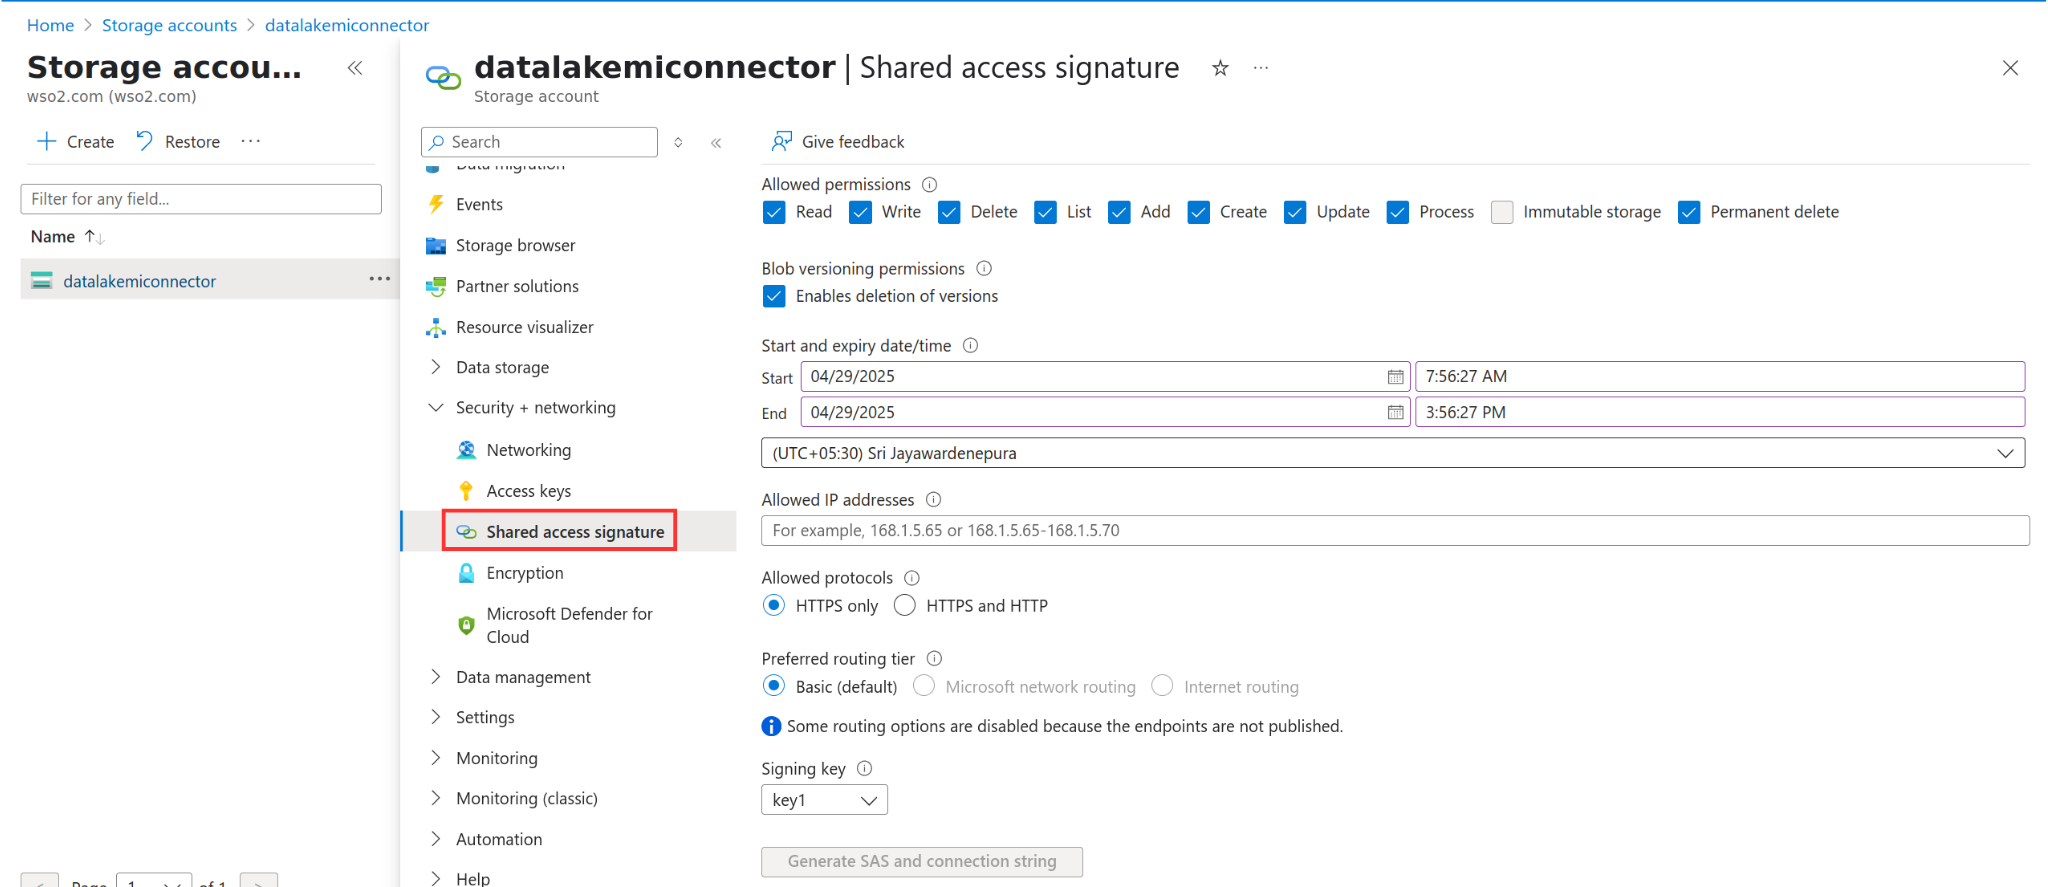 Home > Storage accounts > datalakemiconnector
Storage accou...
wso2.com (wso2.com)
Create Restore ...
Filter for any field...
Name
datalakemiconnector ...
Page 1 of 1
datalakemiconnector | Shared access signature ...
Storage account
Search
Data migration
Events
Storage browser
Partner solutions
Resource visualizer
Data storage
Security + networking
Networking
Access keys
Shared access signature
Encryption
Microsoft Defender for
Cloud
Data management
Settings
Monitoring
Monitoring (classic)
Automation
Help
Give feedback
Allowed permissions
Read Write Delete List Add Create Update Process Immutable storage Permanent delete
Blob versioning permissions
Enables deletion of versions
Start and expiry date/time
Start 04/29/2025 7:56:27 AM
End 04/29/2025 3:56:27 PM
(UTC+05:30) Sri Jayawardenepura
Allowed IP addresses
For example, 168.1.5.65 or 168.1.5.65-168.1.5.70
Allowed protocols
HTTPS only HTTPS and HTTP
Preferred routing tier
Basic (default) Microsoft network routing Internet routing
Some routing options are disabled because the endpoints are not published.
Signing key
key1
Generate SAS and connection string